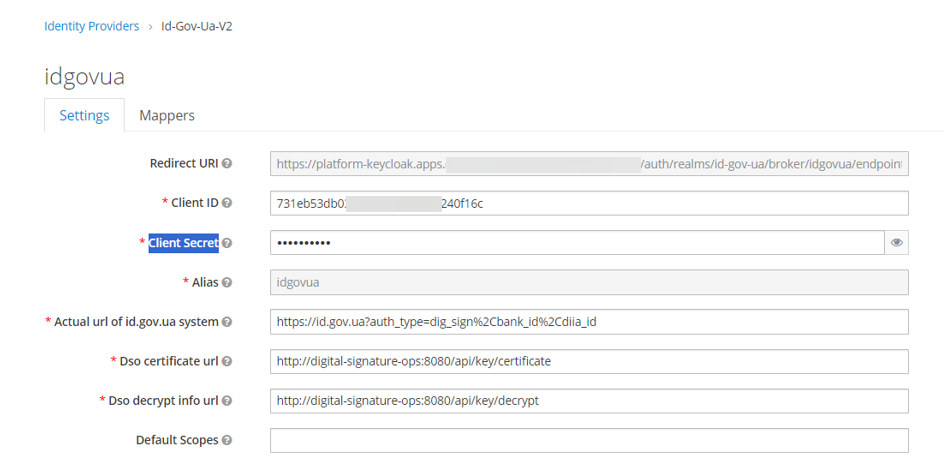 Identity Providers > Id-Gov-Ua-V2
idgovua
Settings Mappers
Redirect URI https://platform-keycloak.apps. /auth/realms/id-gov-ua/broker/idgovua/endpoint
* Client ID 731eb53db0 240f16c
* Client Secret ••••••••••
* Alias idgovua
* Actual url of id.gov.ua system https://id.gov.ua?auth_type=dig_sign%2Cbank_id%2Cdiia_id
* Dso certificate url http://digital-signature-ops:8080/api/key/certificate
* Dso decrypt info url http://digital-signature-ops:8080/api/key/decrypt
Default Scopes